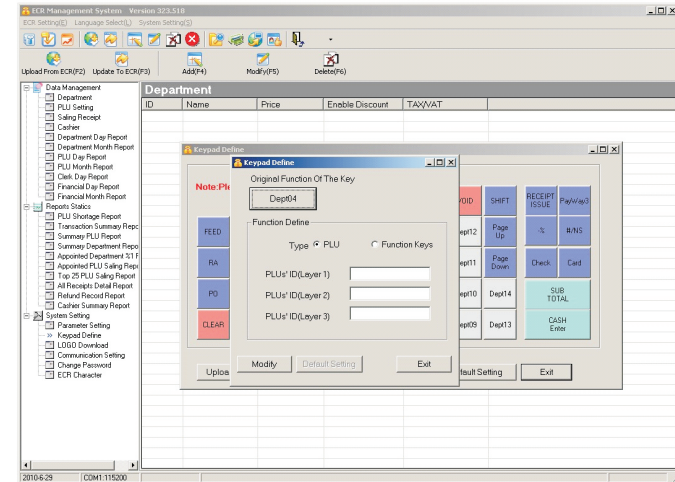 ECR Management System Version 323.510
ECR Setting(E) Language Select(L) System Setting(S)
Upload From ECR(F2) Update To ECR(F3) Add(F4) Modify(F5) Delete(F6)
Data Management
Department
PLU Setting
Saling Receipt
Cashier
Department Day Report
Department Month Report
PLU Day Report
PLU Month Report
Clerk Day Report
Financial Day Report
Financial Month Report
Reports Statics
PLU Shortage Report
Transaction Summary Repo
Summary PLU Report
Summary Department Repo
Appointed Department %1 F
Appointed PLU Saling Repo
Top 25 PLU Saling Report
All Receipts Detail Report
Refund Record Report
Cashier Summary Report
System Setting
Parameter Setting
Keypad Define
LOGO Download
Communication Setting
Change Password
ECR Character
Department
ID Name Price Enable Discount TAX/VAT
Keypad Define
Note:Ple
FEED
RA
PO
CLEAR
VOID SHIFT RECEIPT ISSUE PayWay3
ept12 Page Up -% #/NS
ept11 Page Down Check Card
ept10 Dept14 SUB TOTAL
ept09 Dept13 CASH Enter
Uploa fault Setting Exit
Keypad Define
Original Function Of The Key
Dept04
Function Define
Type PLU Function Keys
PLUs' ID(Layer 1)
PLUs' ID(Layer 2)
PLUs' ID(Layer 3)
Modify Default Setting Exit
2010-6-29 COM1:115200